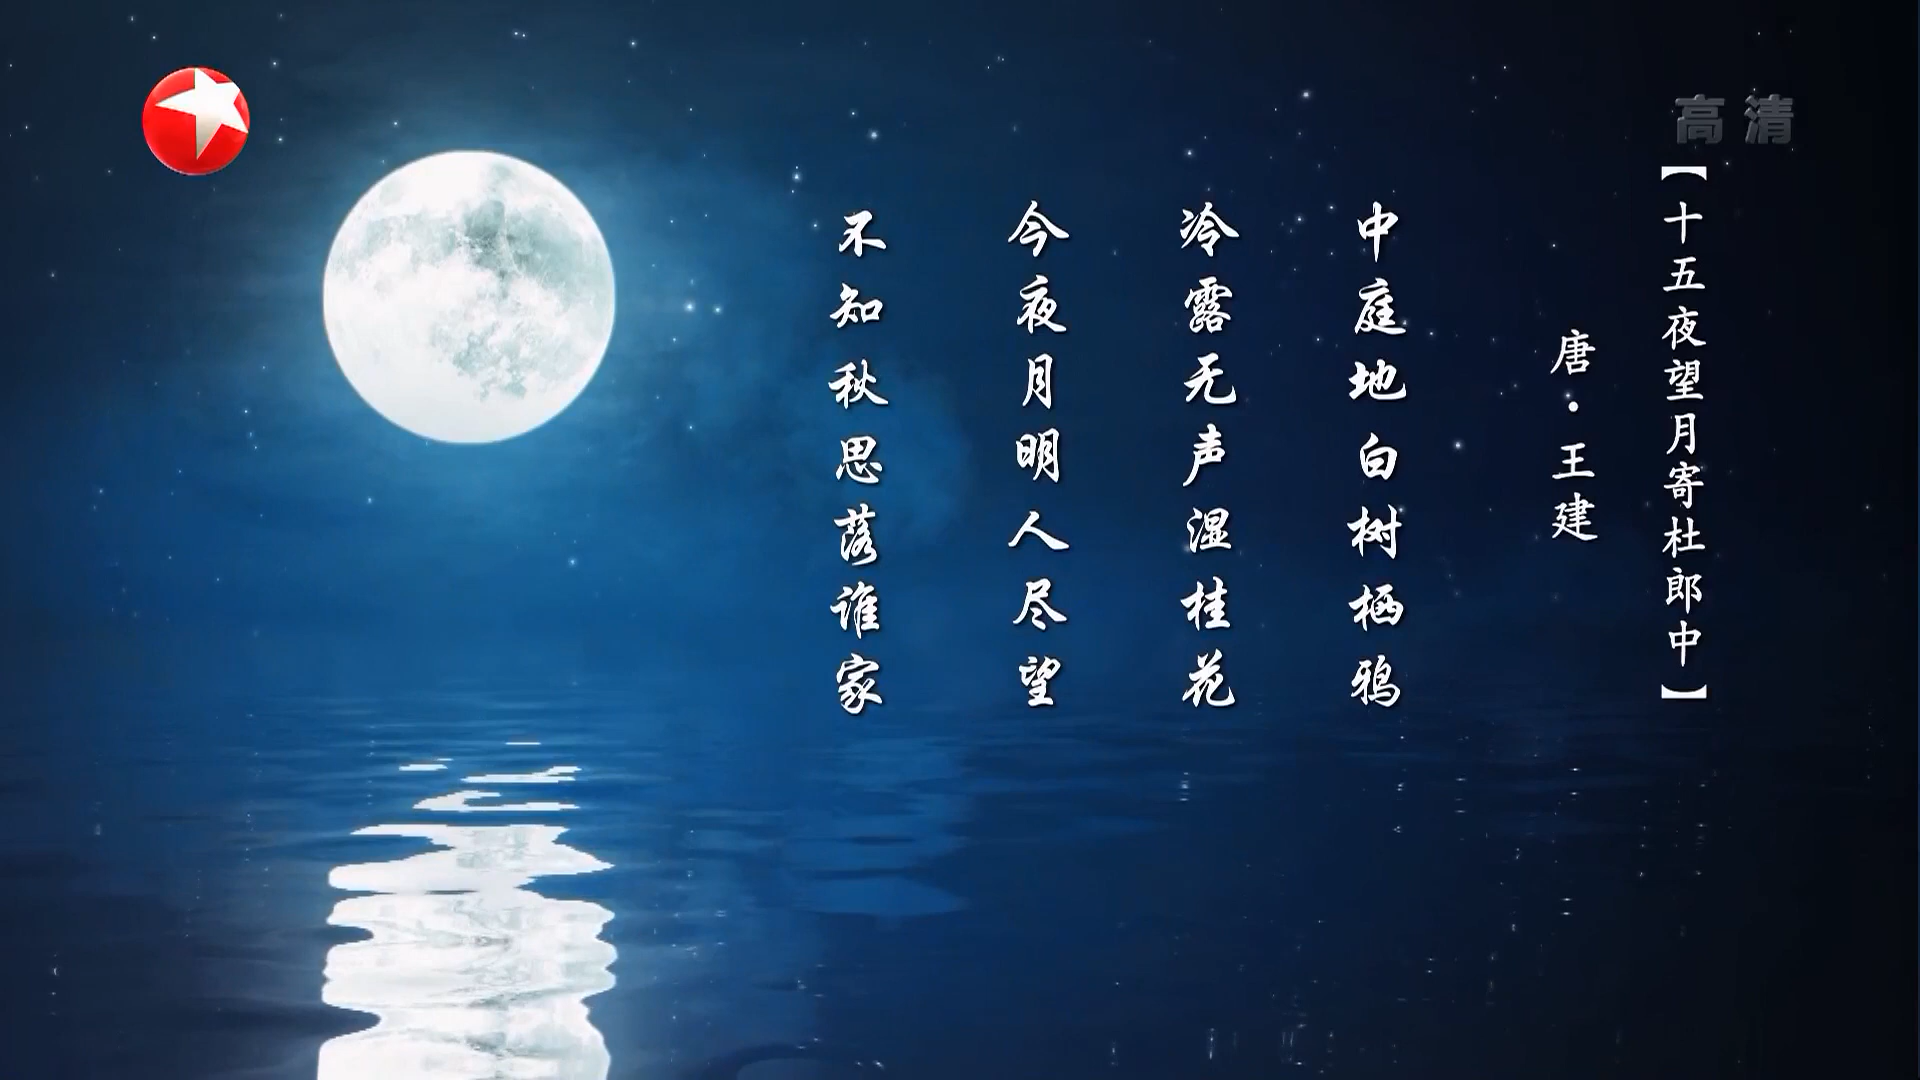 高清
【十五夜望月寄杜郎中】
唐·王建
中庭地白树栖鸦
冷露无声湿桂花
今夜月明人尽望
不知秋思落谁家